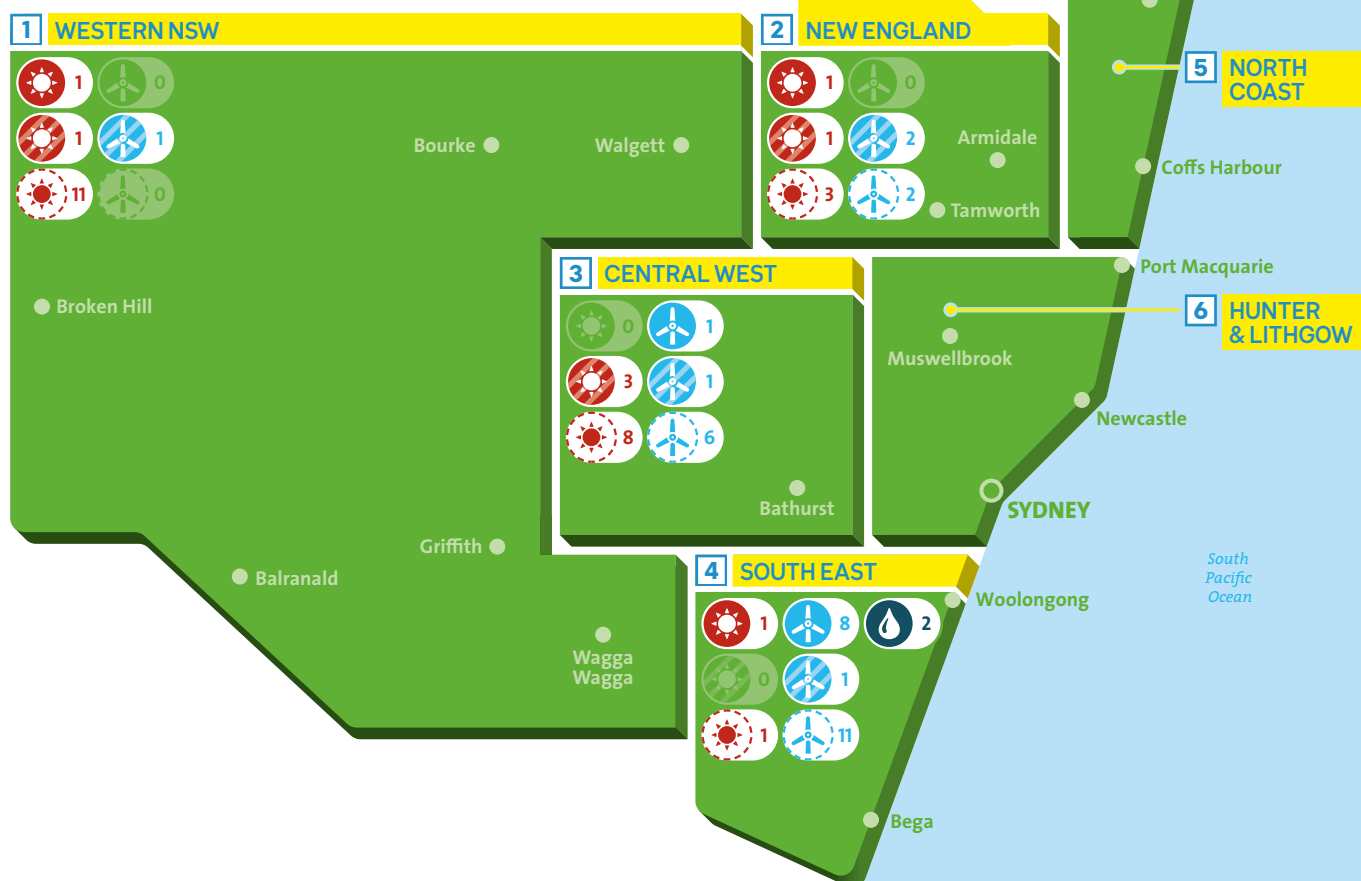 1 WESTERN NSW
1 0
1 1
11 0
Bourke
Walgett
Broken Hill
Griffith
Balranald
Wagga
Wagga
2 NEW ENGLAND
1 0
1 2
3 2
Armidale
Tamworth
5 NORTH
COAST
Coffs Harbour
Port Macquarie
3 CENTRAL WEST
0 1
3 1
8 6
Bathurst
6 HUNTER
& LITHGOW
Muswellbrook
Newcastle
SYDNEY
South
Pacific
Ocean
4 SOUTH EAST
1 8 2
0 1
1 11
Woolongong
Bega